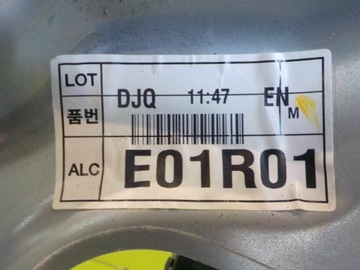 LOT DJQ 11:47 EN
품번 M
ALC E01R01